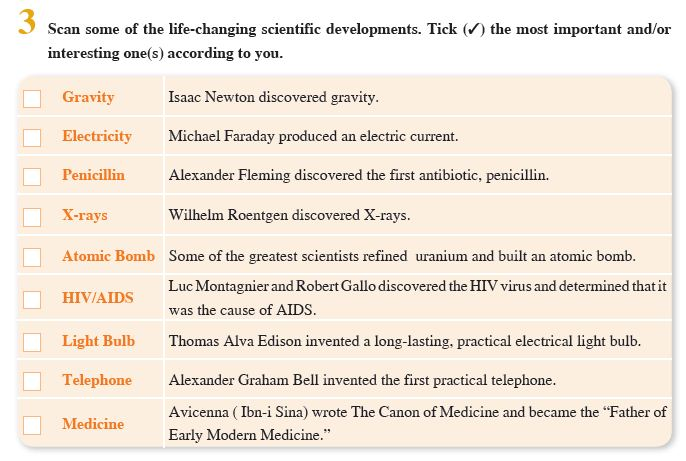 3
Scan some of the life-changing scientific developments. Tick (✓) the most important and/or
interesting one(s) according to you.
Gravity Isaac Newton discovered gravity.
Electricity Michael Faraday produced an electric current.
Penicillin Alexander Fleming discovered the first antibiotic, penicillin.
X-rays Wilhelm Roentgen discovered X-rays.
Atomic Bomb Some of the greatest scientists refined uranium and built an atomic bomb.
HIV/AIDS Luc Montagnier and Robert Gallo discovered the HIV virus and determined that it
was the cause of AIDS.
Light Bulb Thomas Alva Edison invented a long-lasting, practical electrical light bulb.
Telephone Alexander Graham Bell invented the first practical telephone.
Medicine Avicenna ( Ibn-i Sina) wrote The Canon of Medicine and became the “Father of
Early Modern Medicine.”